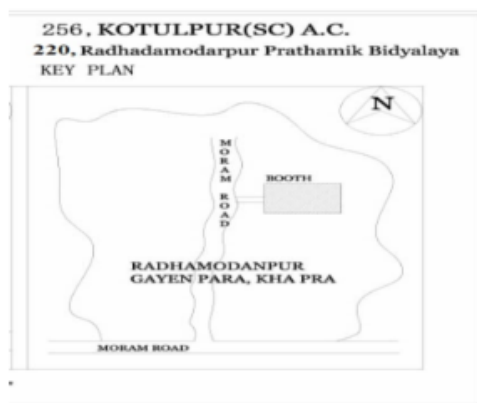 256, KOTULPUR(SC) A.C.
220, Radhadamodarpur Prathamik Bidyalaya
KEY PLAN
N
MORAM ROAD
BOOTH
RADHAMODANPUR
GAYEN PARA, KHA PRA
MORAM ROAD